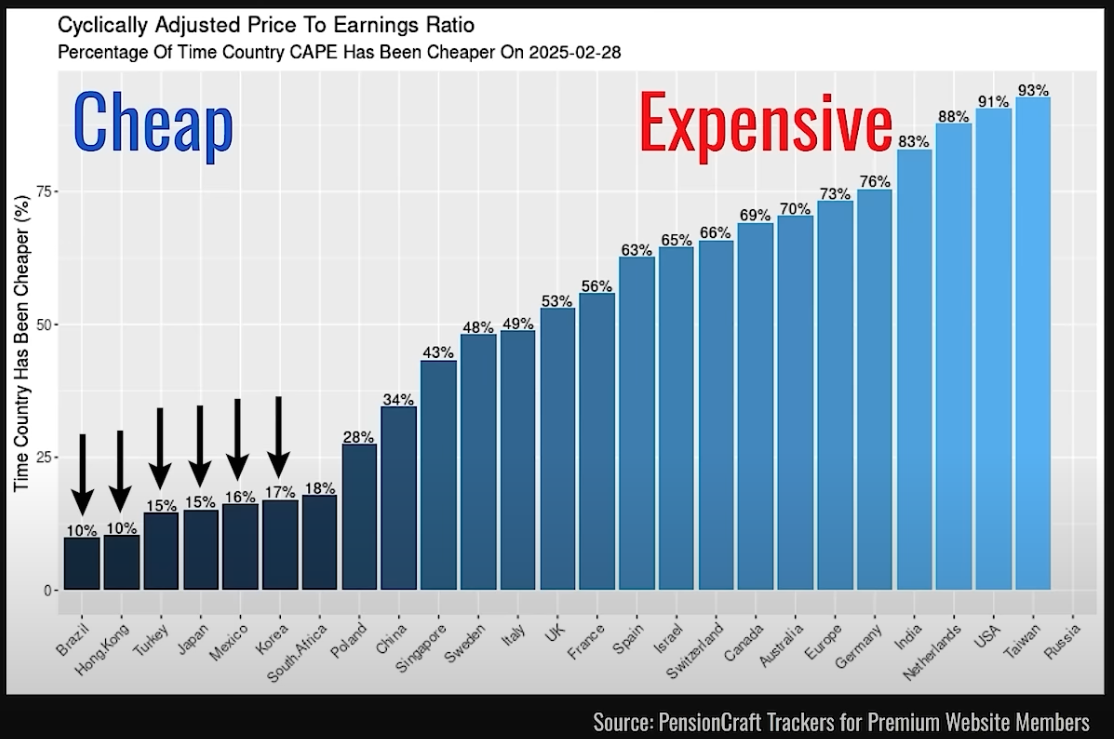 Cyclically Adjusted Price To Earnings Ratio
Percentage Of Time Country CAPE Has Been Cheaper On 2025-02-28
Cheap
Expensive
Time Country Has Been Cheaper (%)
75
50
25
0
10%
10%
15%
15%
16%
17%
18%
28%
34%
43%
48%
49%
53%
56%
63%
65%
66%
69%
70%
73%
76%
83%
88%
91%
93%
Brazil
Hong.Kong
Turkey
Japan
Mexico
Korea
South.Africa
Poland
China
Singapore
Sweden
Italy
UK
France
Spain
Israel
Switzerland
Canada
Australia
Europe
Germany
India
Netherlands
USA
Taiwan
Russia
Source: PensionCraft Trackers for Premium Website Members